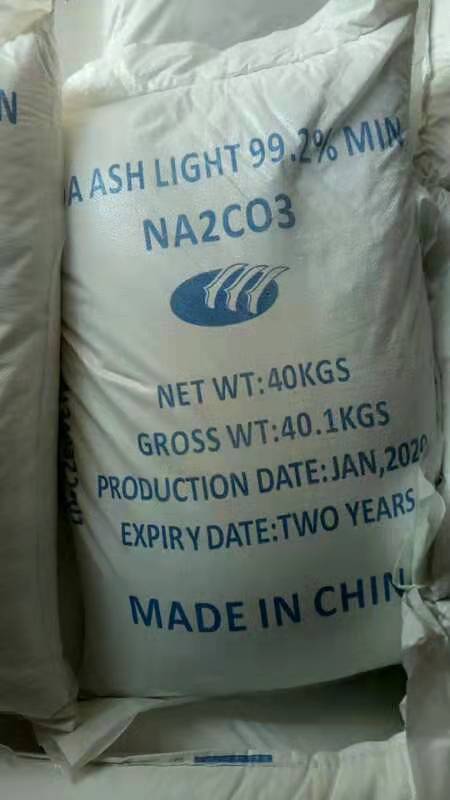 N
A ASH LIGHT 99.2% MIN
NA2CO3
NET WT:40KGS
GROSS WT:40.1KGS
PRODUCTION DATE:JAN,2020
EXPIRY DATE:TWO YEARS
MADE IN CHIN